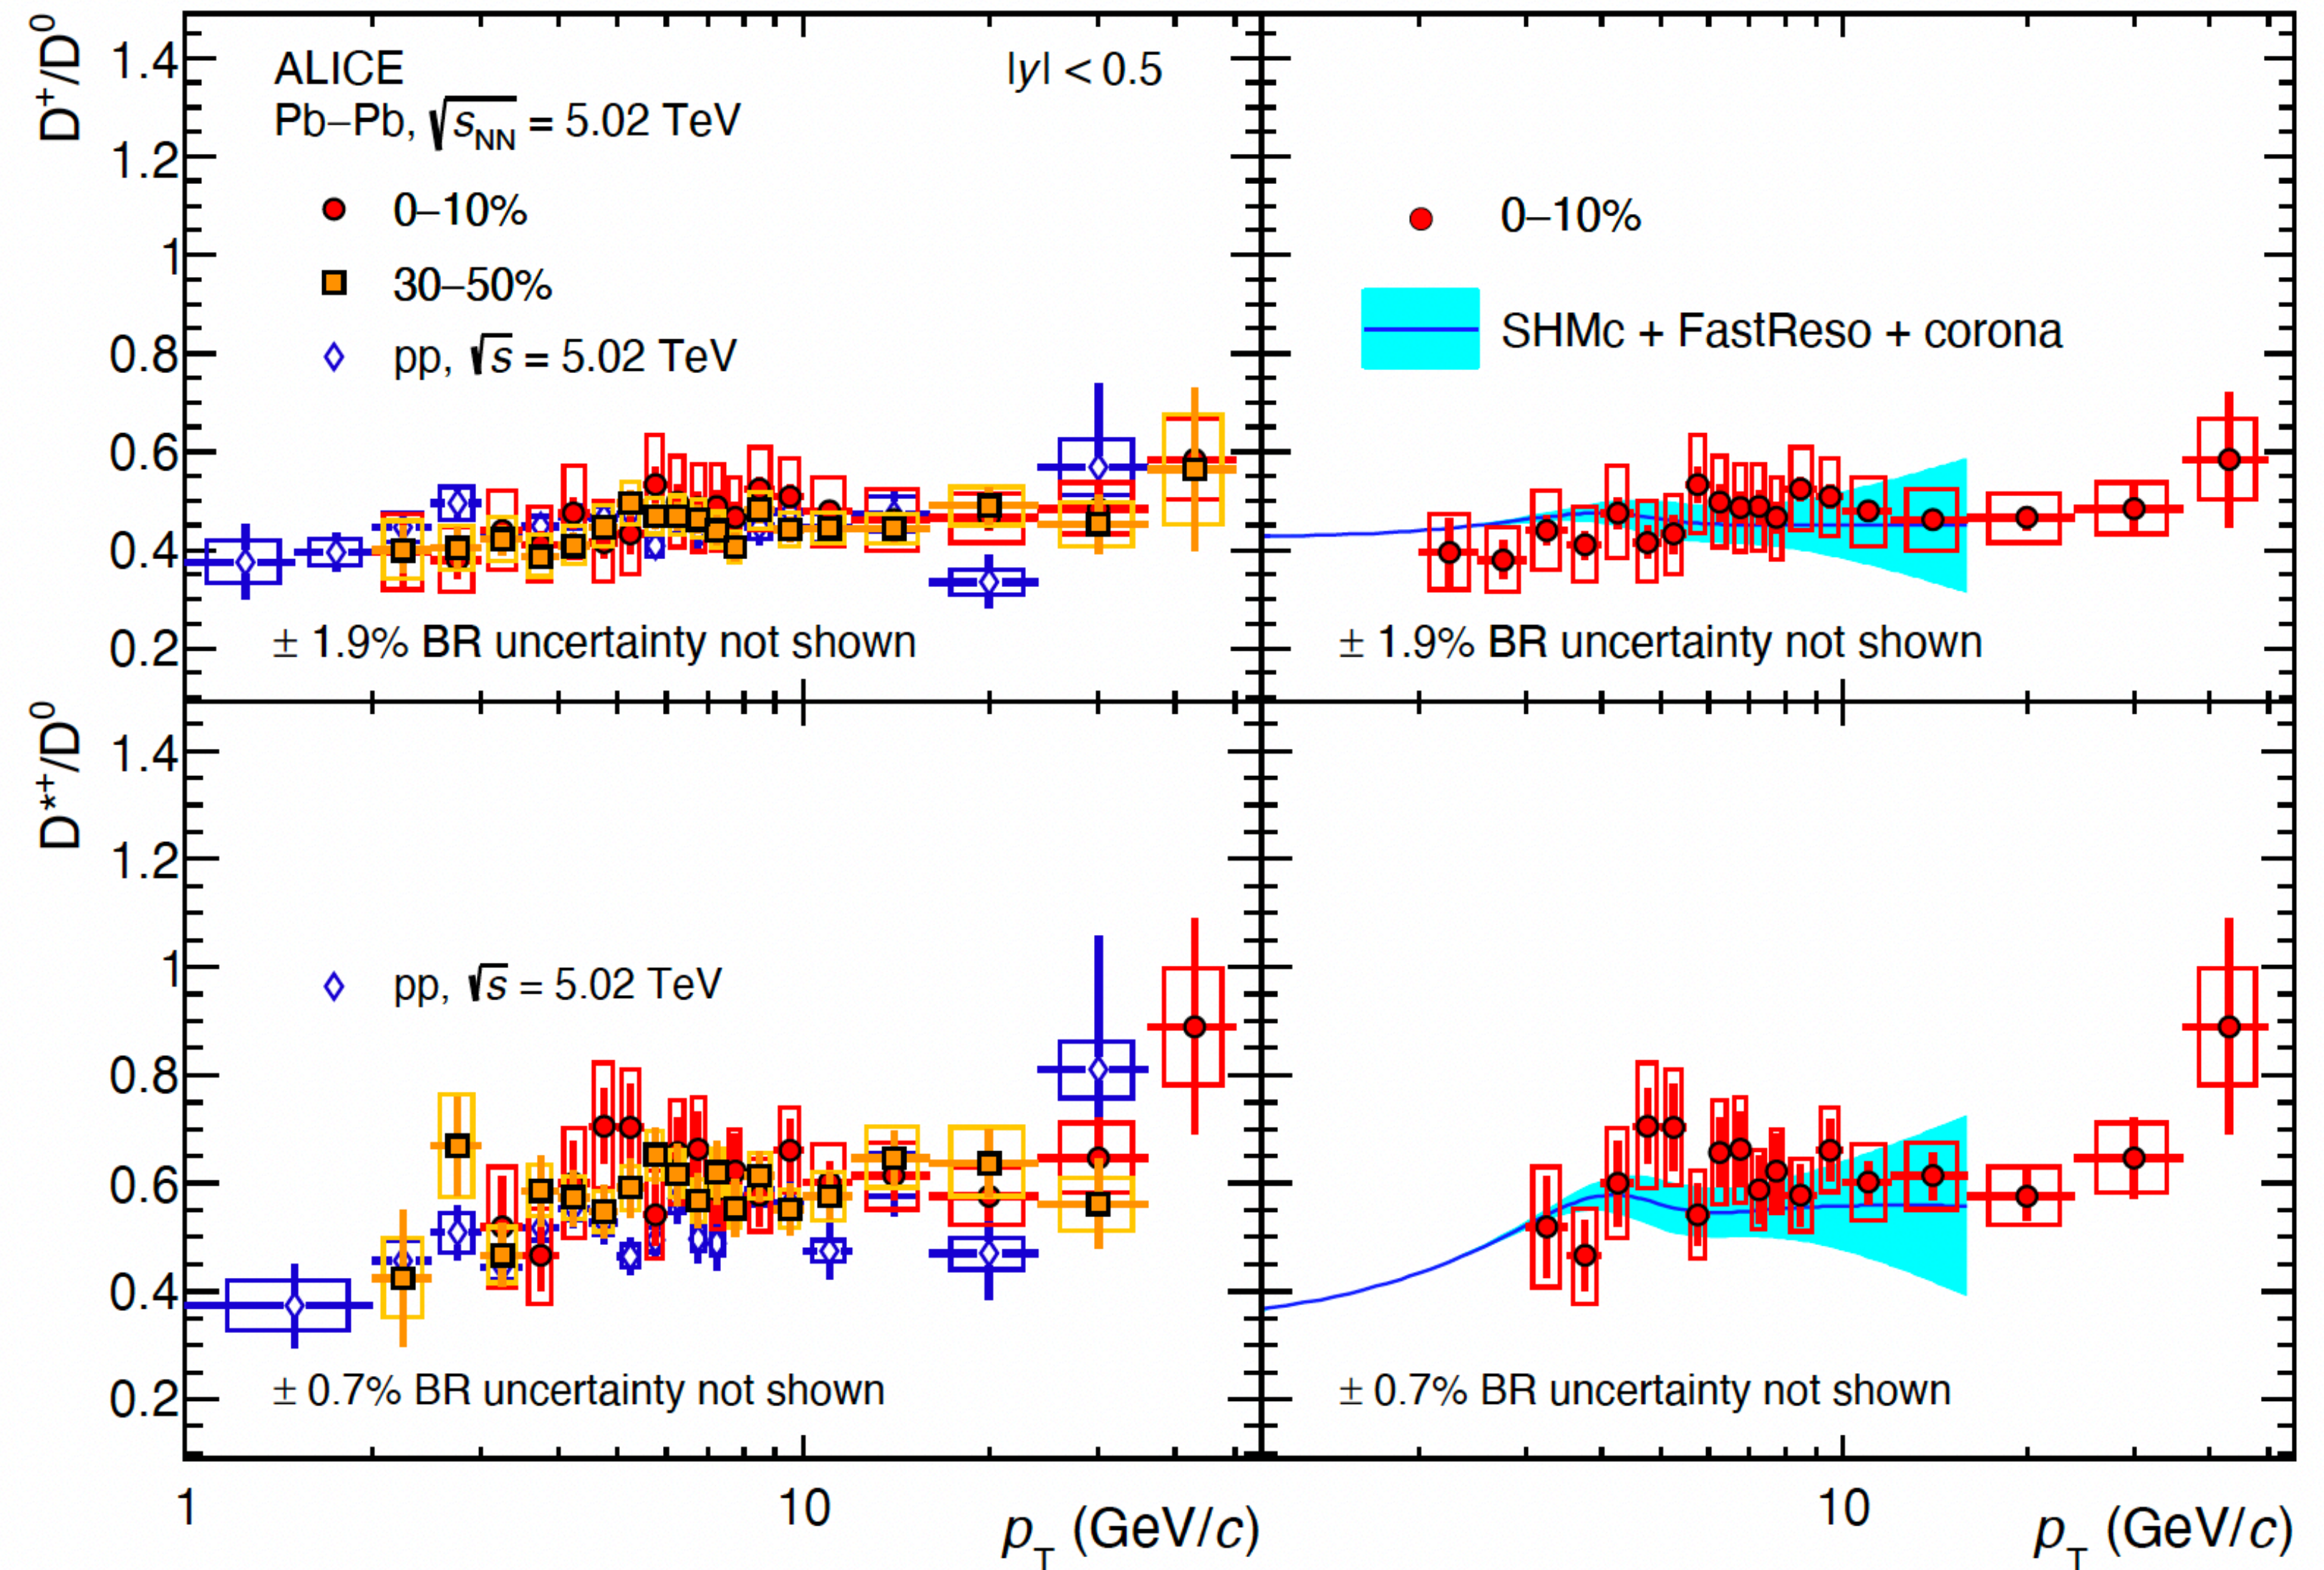 D⁺/D⁰
1.4
1.2
1
0.8
0.6
0.4
0.2
ALICE
|y| < 0.5
Pb–Pb, √sNN = 5.02 TeV
0–10%
30–50%
pp, √s = 5.02 TeV
± 1.9% BR uncertainty not shown
0–10%
SHMc + FastReso + corona
± 1.9% BR uncertainty not shown
D*⁺/D⁰
1.4
1.2
1
0.8
0.6
0.4
0.2
pp, √s = 5.02 TeV
± 0.7% BR uncertainty not shown
± 0.7% BR uncertainty not shown
1
10
pT (GeV/c)
10
pT (GeV/c)